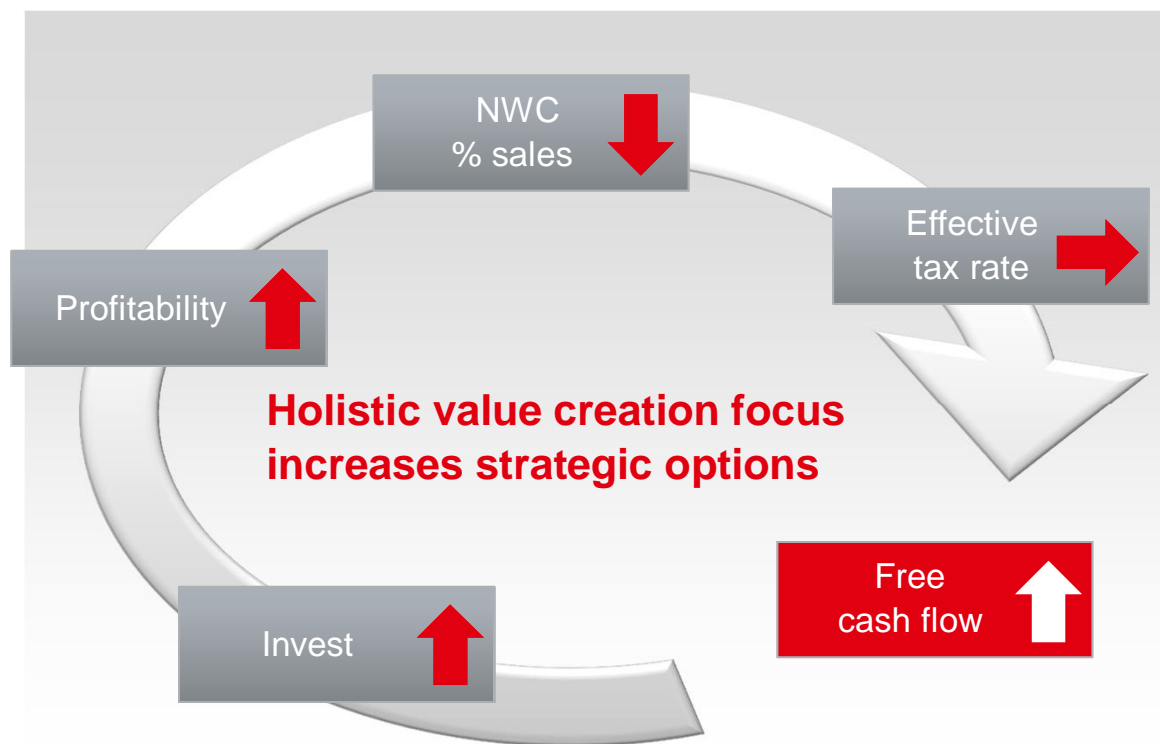 NWC
% sales
Effective
tax rate
Profitability
Holistic value creation focus
increases strategic options
Free
cash flow
Invest